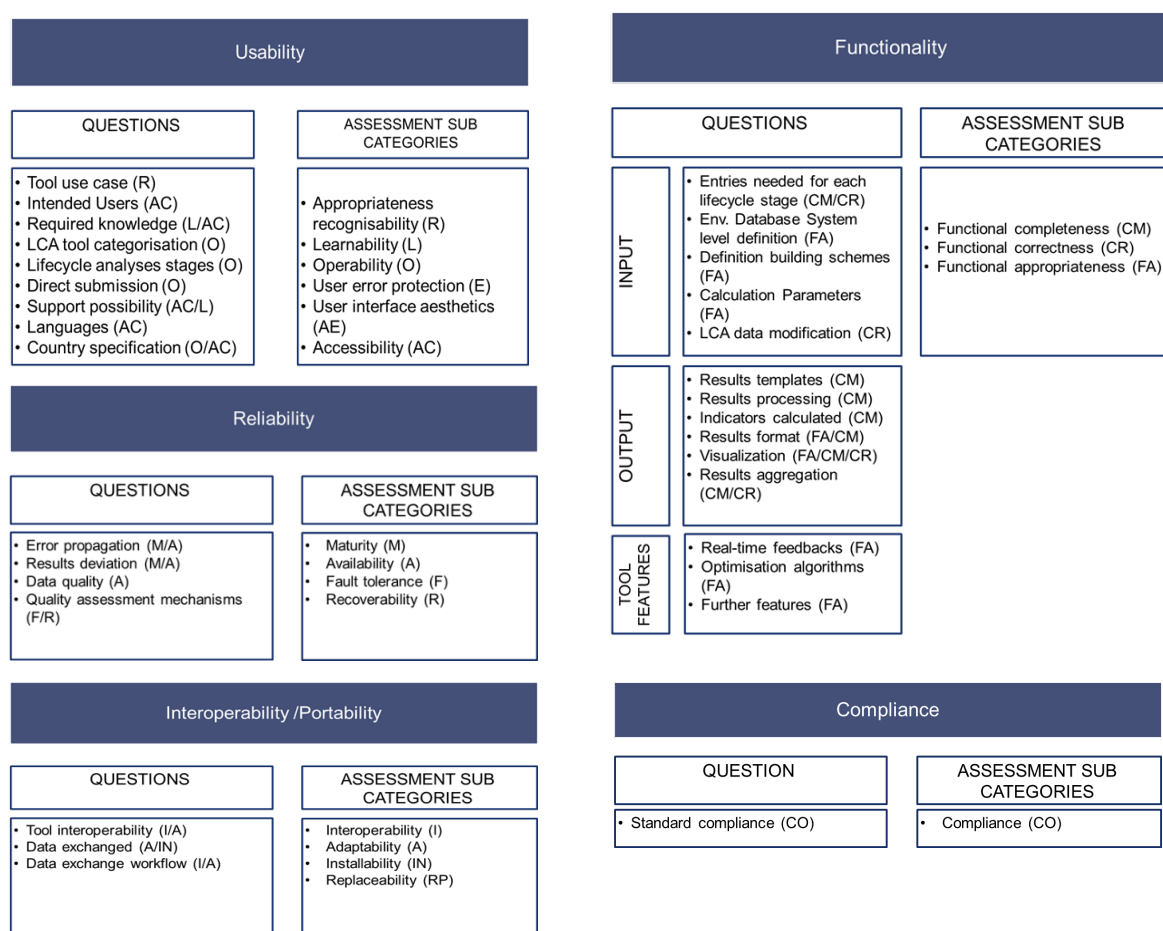 Usability
QUESTIONS
ASSESSMENT SUB
CATEGORIES
• Tool use case (R)
• Intended Users (AC)
• Required knowledge (L/AC)
• LCA tool categorisation (O)
• Lifecycle analyses stages (O)
• Direct submission (O)
• Support possibility (AC/L)
• Languages (AC)
• Country specification (O/AC)
• Appropriateness
recognisability (R)
• Learnability (L)
• Operability (O)
• User error protection (E)
• User interface aesthetics
(AE)
• Accessibility (AC)
Reliability
QUESTIONS
ASSESSMENT SUB
CATEGORIES
• Error propagation (M/A)
• Results deviation (M/A)
• Data quality (A)
• Quality assessment mechanisms
(F/R)
• Maturity (M)
• Availability (A)
• Fault tolerance (F)
• Recoverability (R)
Interoperability /Portability
QUESTIONS
ASSESSMENT SUB
CATEGORIES
• Tool interoperability (I/A)
• Data exchanged (A/IN)
• Data exchange workflow (I/A)
• Interoperability (I)
• Adaptability (A)
• Installability (IN)
• Replaceability (RP)
Functionality
QUESTIONS
ASSESSMENT SUB
CATEGORIES
INPUT
• Entries needed for each
lifecycle stage (CM/CR)
• Env. Database System
level definition (FA)
• Definition building schemes
(FA)
• Calculation Parameters
(FA)
• LCA data modification (CR)
• Functional completeness (CM)
• Functional correctness (CR)
• Functional appropriateness (FA)
OUTPUT
• Results templates (CM)
• Results processing (CM)
• Indicators calculated (CM)
• Results format (FA/CM)
• Visualization (FA/CM/CR)
• Results aggregation
(CM/CR)
TOOL
FEATURES
• Real-time feedbacks (FA)
• Optimisation algorithms
(FA)
• Further features (FA)
Compliance
QUESTION
ASSESSMENT SUB
CATEGORIES
• Standard compliance (CO)
• Compliance (CO)